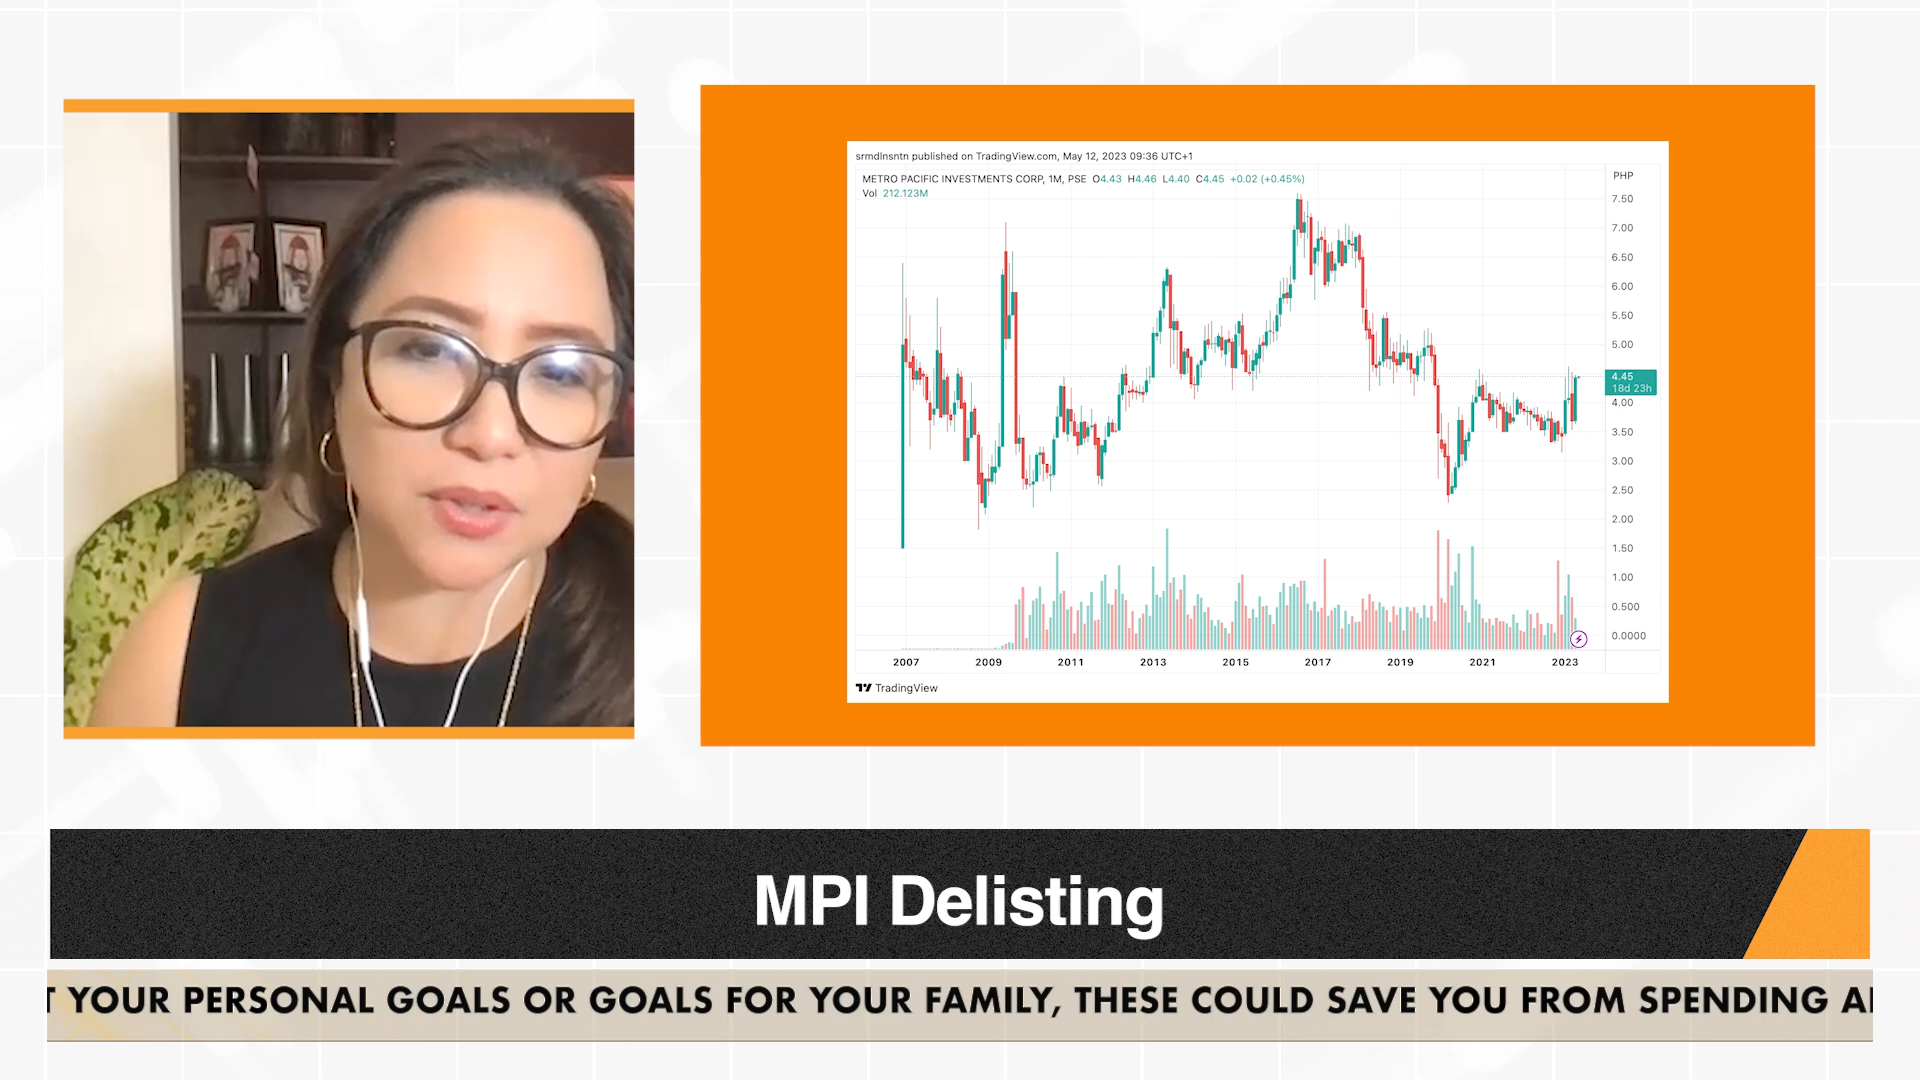 srmdlnsntn published on TradingView.com, May 12, 2023 09:36 UTC+1
METRO PACIFIC INVESTMENTS CORP, 1M, PSE O4.43 H4.46 L4.40 C4.45 +0.02 (+0.45%)
Vol 212.123M
PHP
7.50
7.00
6.50
6.00
5.50
5.00
4.45
18d 23h
4.00
3.50
3.00
2.50
2.00
1.50
1.00
0.500
0.0000
2007 2009 2011 2013 2015 2017 2019 2021 2023
TradingView
MPI Delisting
YOUR PERSONAL GOALS OR GOALS FOR YOUR FAMILY, THESE COULD SAVE YOU FROM SPENDING